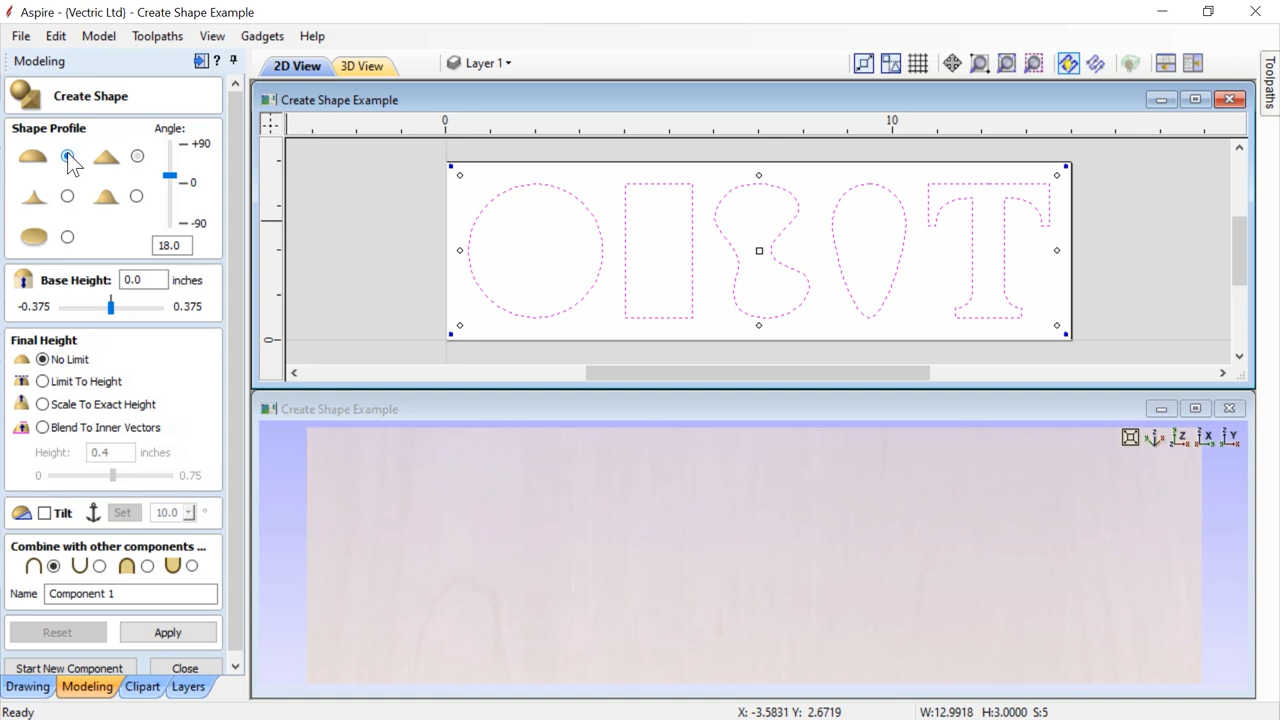 Aspire - {Vectric Ltd} - Create Shape Example
File Edit Model Toolpaths View Gadgets Help
Modeling ?
2D View 3D View Layer 1
Create Shape
Shape Profile Angle:
+90
0
-90
18.0
Base Height: 0.0 inches
-0.375 0.375
Final Height
No Limit
Limit To Height
Scale To Exact Height
Blend To Inner Vectors
Height: 0.4 inches
0 0.75
Tilt Set 10.0 °
Combine with other components ...
Name Component 1
Reset Apply
Start New Component Close
Drawing Modeling Clipart Layers
Create Shape Example
0 10
0
Create Shape Example
Z X Y
Toolpaths
Ready X: -3.5831 Y: 2.6719 W:12.9918 H:3.0000 S:5